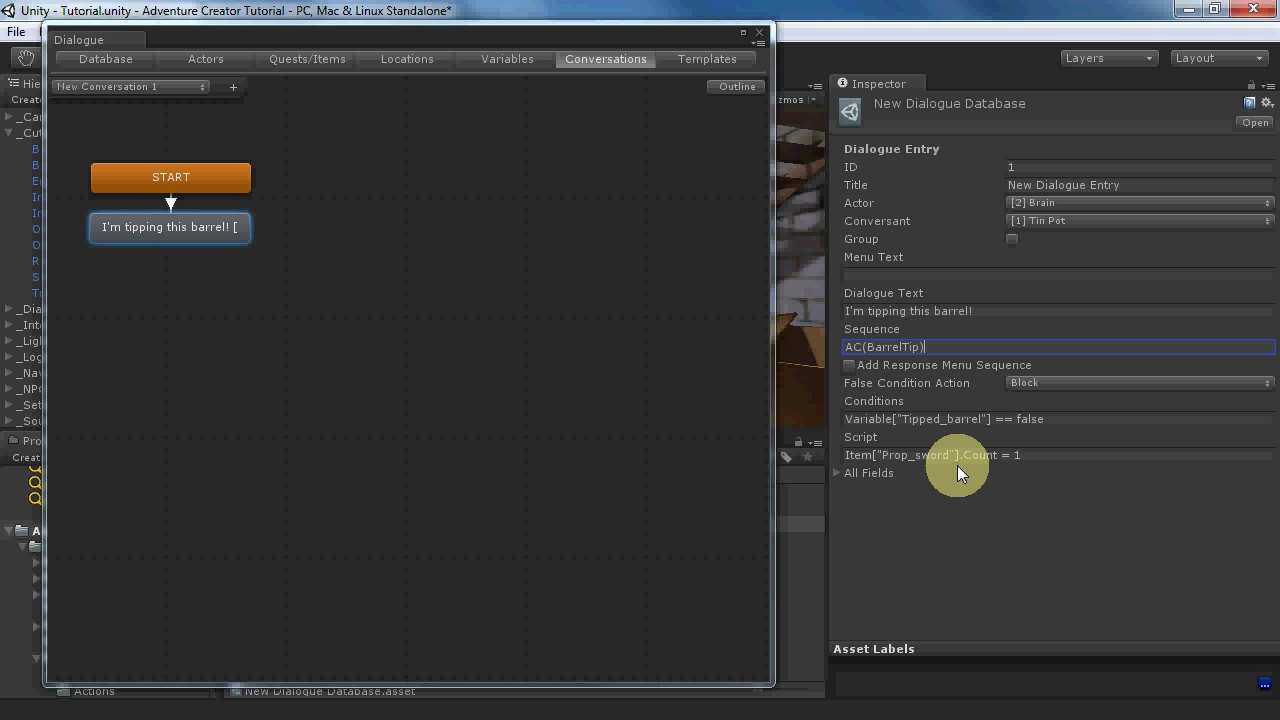 Unity - Tutorial.unity - Adventure Creator Tutorial - PC, Mac & Linux Standalone*
File
Dialogue
Database Actors Quests/Items Locations Variables Conversations Templates
New Conversation 1 + Outline
START
I'm tipping this barrel! [
Layers Layout
Inspector
New Dialogue Database
Open
Dialogue Entry
ID 1
Title New Dialogue Entry
Actor [2] Brain
Conversant [1] Tin Pot
Group
Menu Text
Dialogue Text
I'm tipping this barrel!
Sequence
AC(BarrelTip)
Add Response Menu Sequence
False Condition Action Block
Conditions
Variable["Tipped_barrel"] == false
Script
Item["Prop_sword"].Count = 1
All Fields
Asset Labels
Actions New Dialogue Database.asset